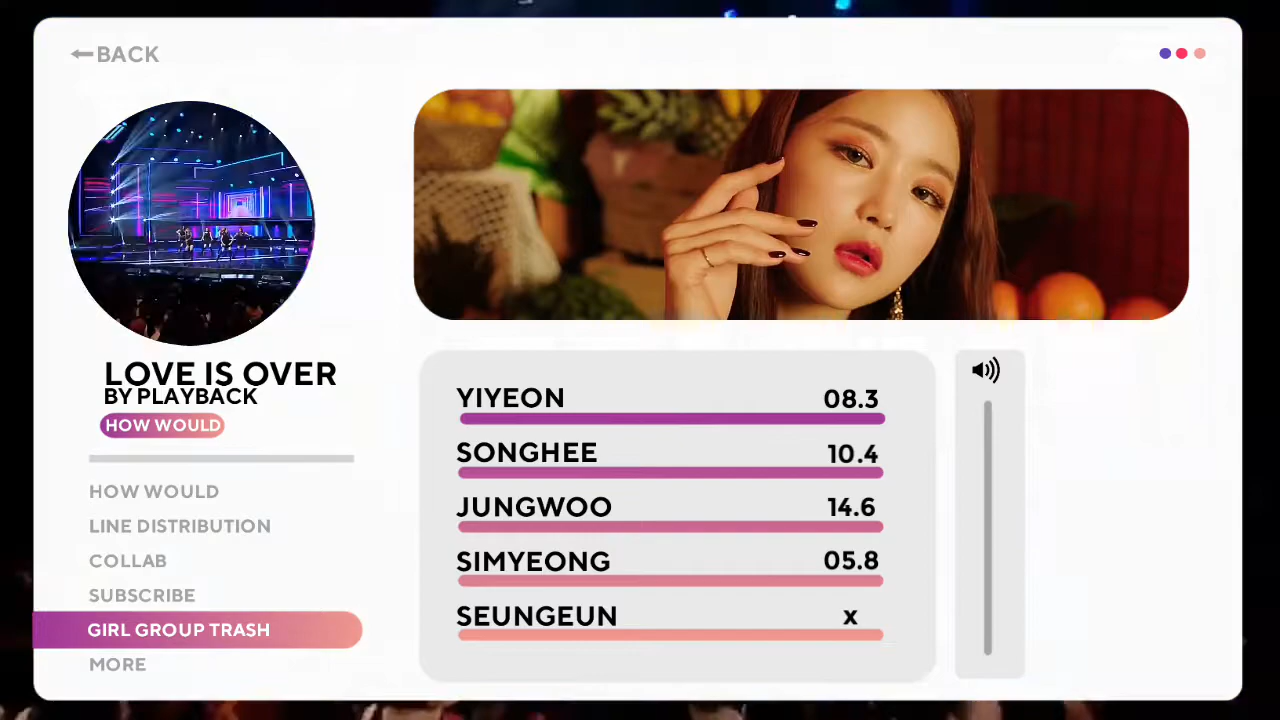 BACK
LOVE IS OVER
BY PLAYBACK
HOW WOULD
HOW WOULD
LINE DISTRIBUTION
COLLAB
SUBSCRIBE
GIRL GROUP TRASH
MORE
YIYEON 08.3
SONGHEE 10.4
JUNGWOO 14.6
SIMYEONG 05.8
SEUNGEUN x